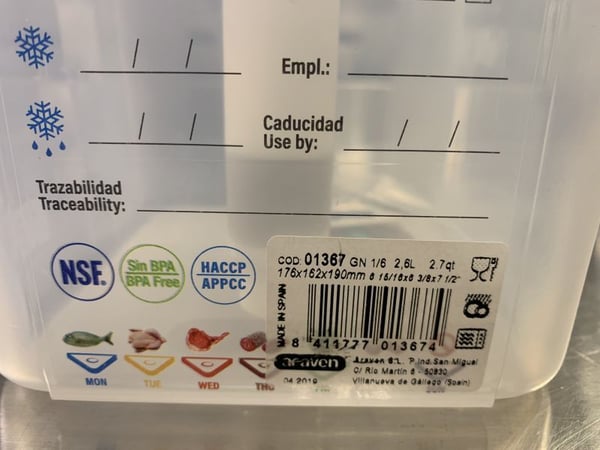 / /
Empl.:
/ /
Caducidad
Use by: / /
Trazabilidad
Traceability:
NSF.
Sin BPA
BPA Free
HACCP
APPCC
COD. 01367 GN 1/6 2,6L 2.7qt
176x162x190mm 6 15/16x6 3/8x7 1/2"
MADE IN SPAIN
8 411777 013674
araven
Araven S.L. P.Ind.San Miguel
C/ Río Martín 6 - 50830
Villanueva de Gállego (Spain)
04 2019
MON TUE WED THU